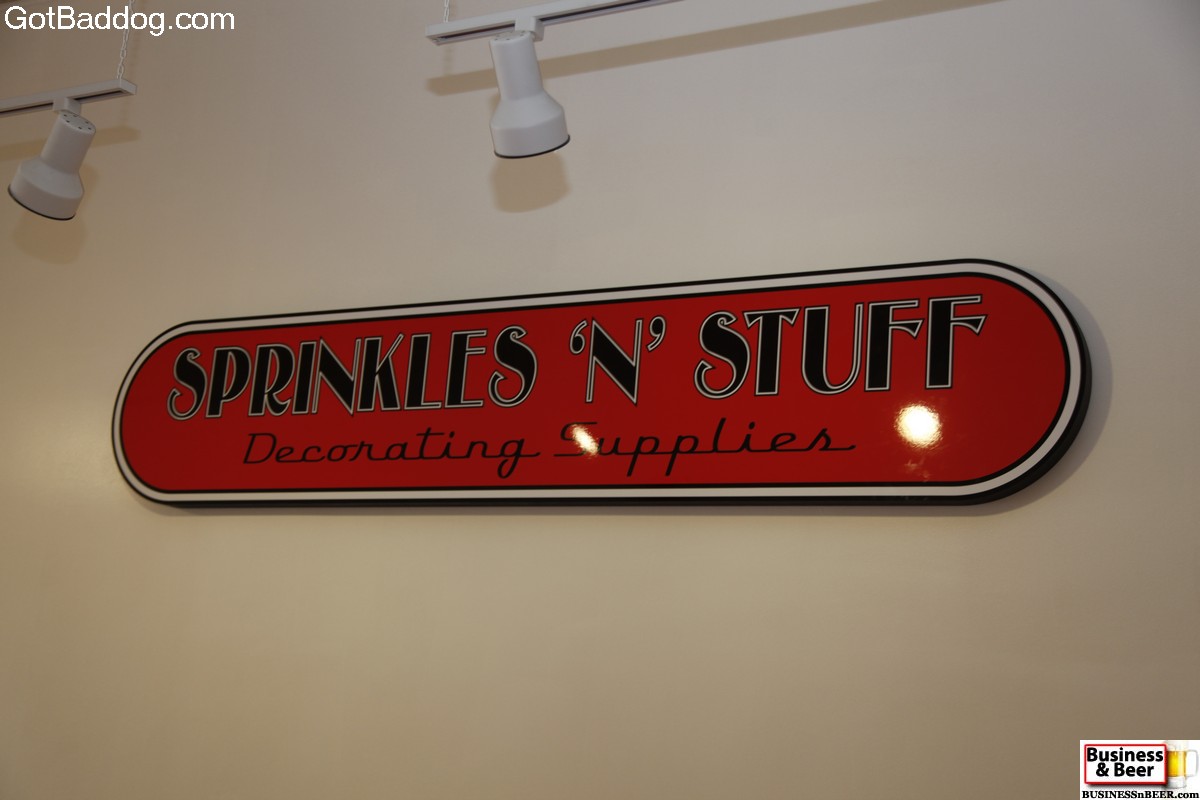 GotBaddog.com
SPRINKLES 'N' STUFF
Decorating Supplies
Business
& Beer
BUSINESSnBEER.com